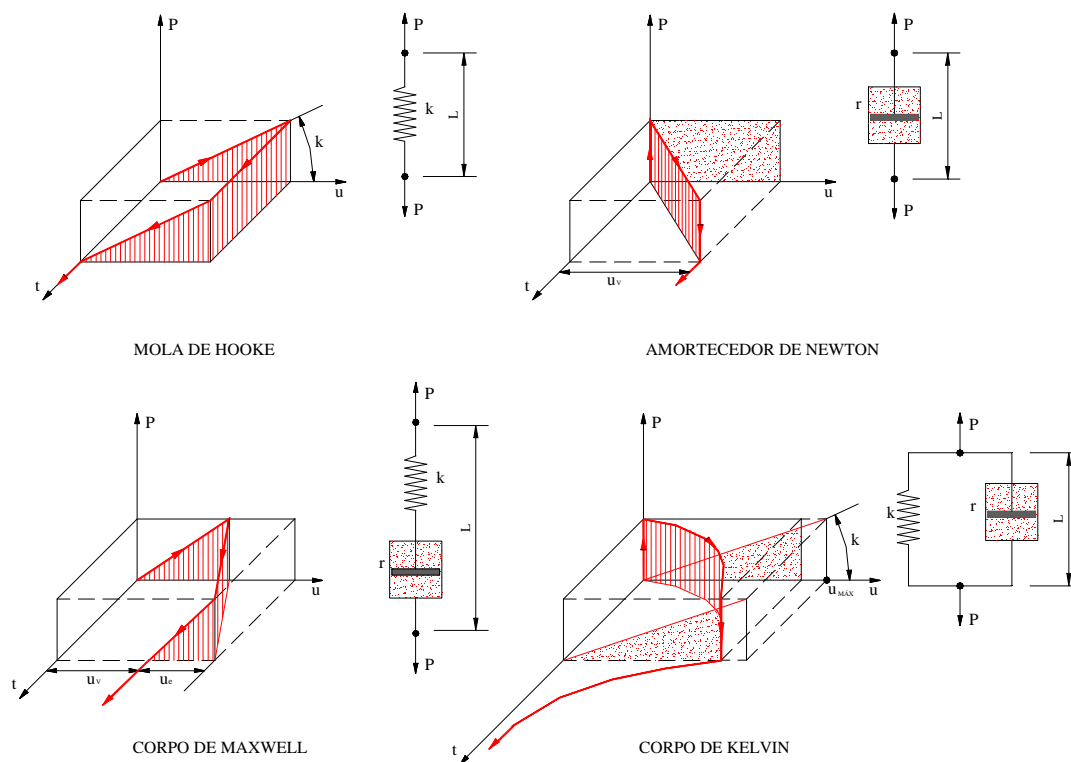 P
k
u
t
P
k
L
P
MOLA DE HOOKE
P
u
t
uv
P
r
L
P
AMORTECEDOR DE NEWTON
P
u
t
uv
ue
P
k
r
L
P
CORPO DE MAXWELL
P
k
uMÁX
u
t
P
k
r
L
P
CORPO DE KELVIN